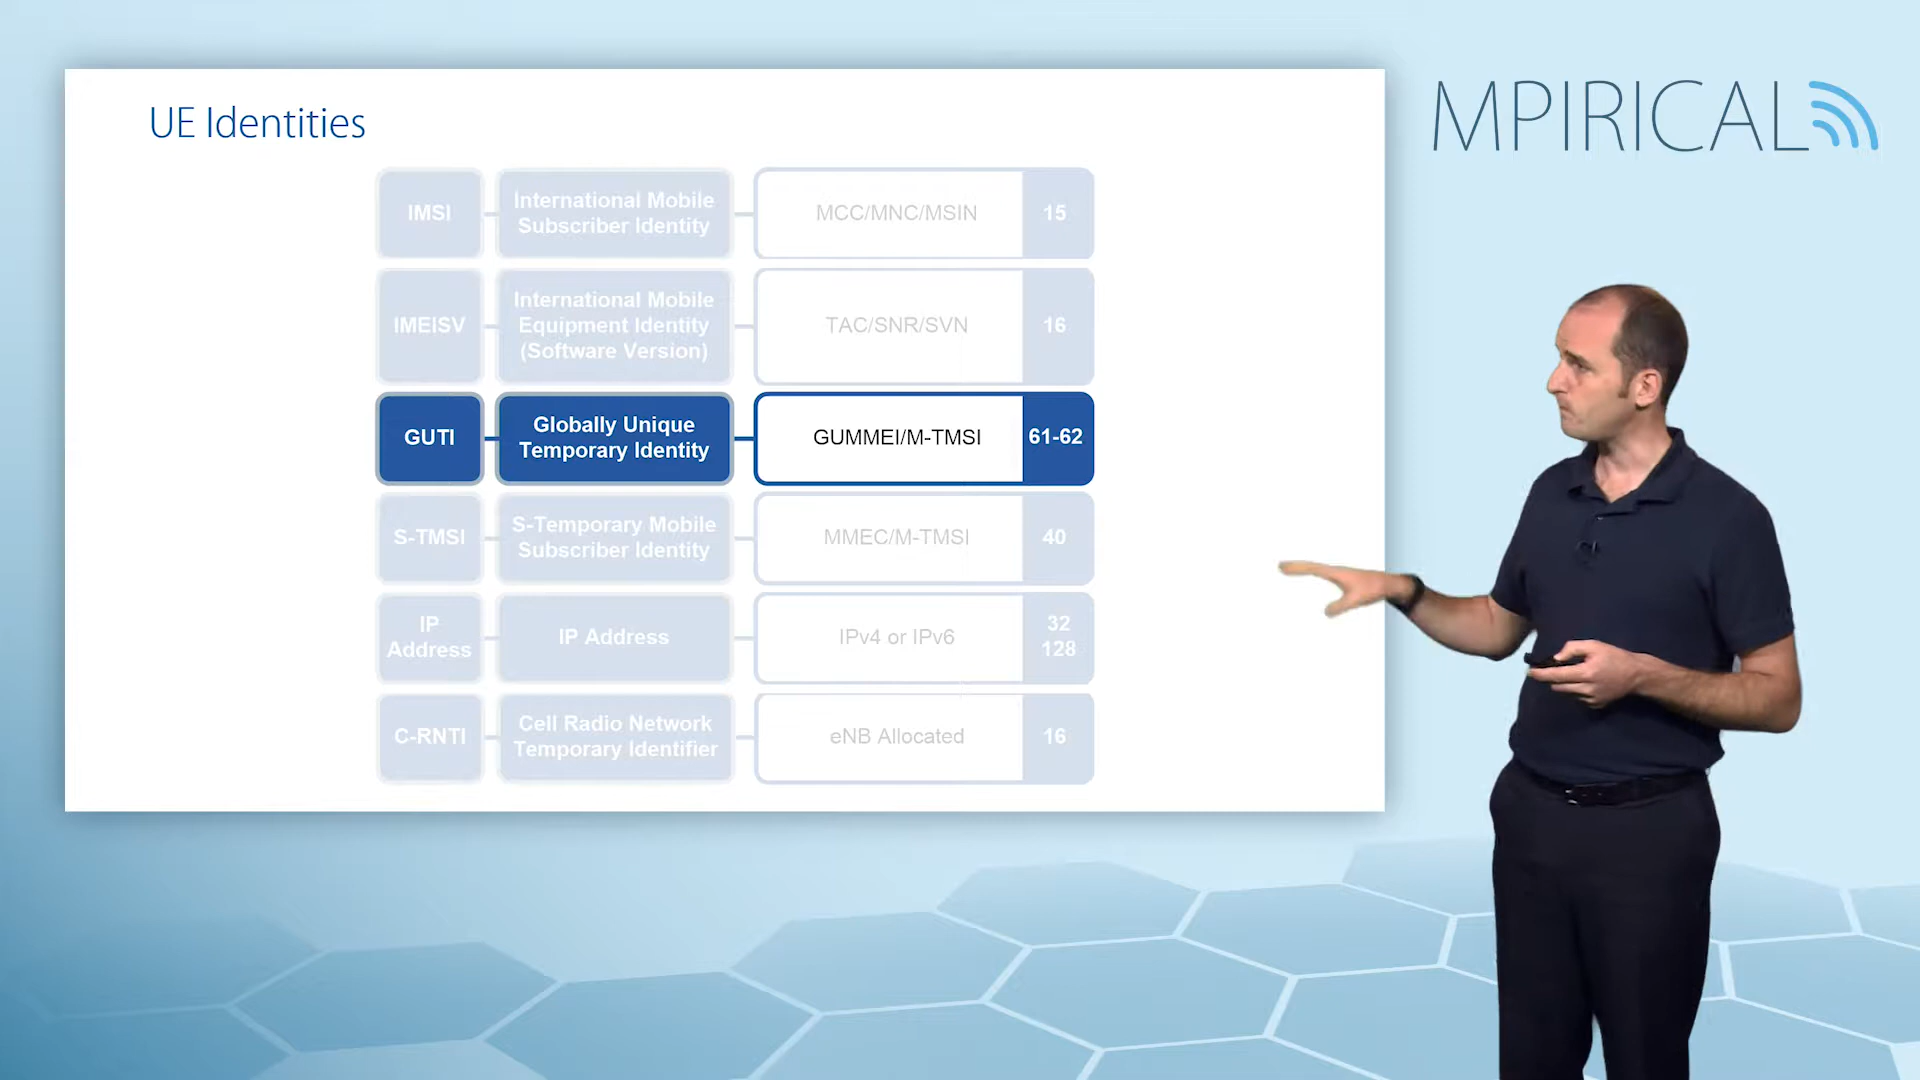 UE Identities
MPIRICAL
IMSI
International Mobile
Subscriber Identity
MCC/MNC/MSIN
15
IMEISV
International Mobile
Equipment Identity
(Software Version)
TAC/SNR/SVN
16
GUTI
Globally Unique
Temporary Identity
GUMMEI/M-TMSI
61-62
S-TMSI
S-Temporary Mobile
Subscriber Identity
MMEC/M-TMSI
40
IP
Address
IP Address
IPv4 or IPv6
32
128
C-RNTI
Cell Radio Network
Temporary Identifier
eNB Allocated
16